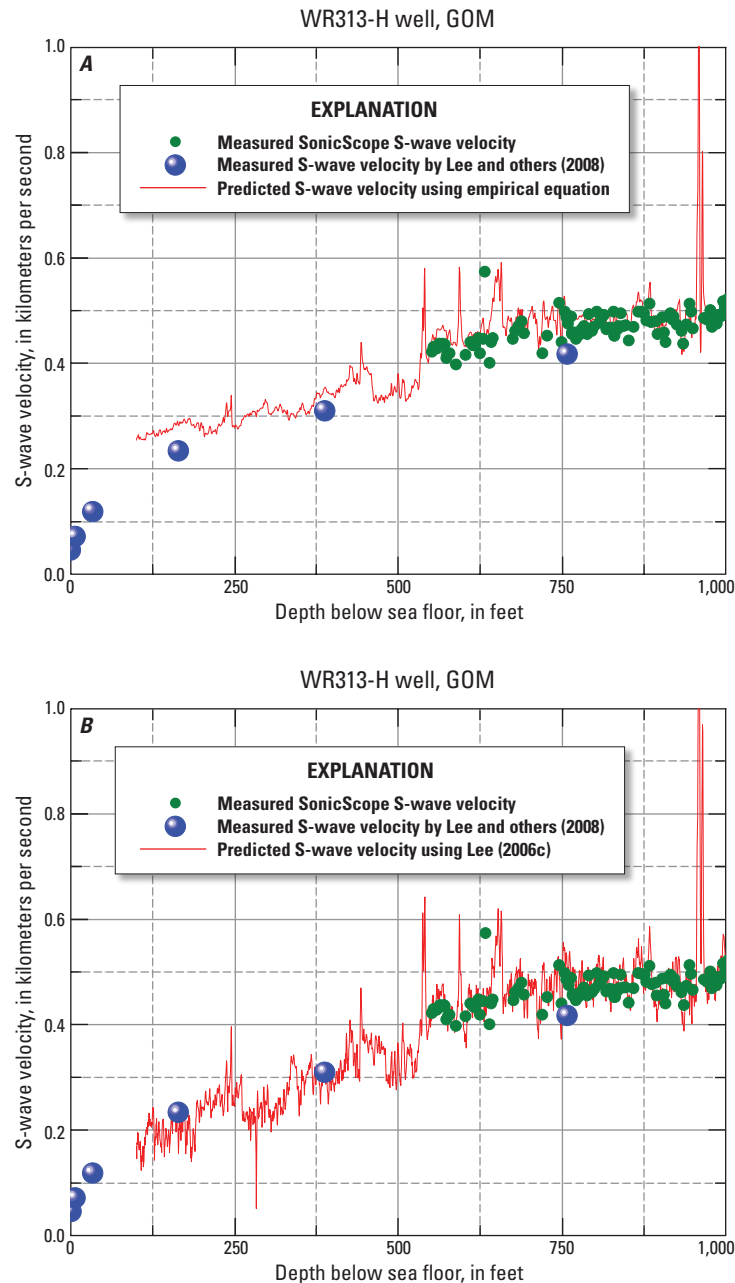 WR313-H well, GOM
A
EXPLANATION
Measured SonicScope S-wave velocity
Measured S-wave velocity by Lee and others (2008)
Predicted S-wave velocity using empirical equation
S-wave velocity, in kilometers per second
1.0
0.8
0.6
0.4
0.2
0.0
0
250
500
750
1,000
Depth below sea floor, in feet
WR313-H well, GOM
B
EXPLANATION
Measured SonicScope S-wave velocity
Measured S-wave velocity by Lee and others (2008)
Predicted S-wave velocity using Lee (2006c)
S-wave velocity, in kilometers per second
1.0
0.8
0.6
0.4
0.2
0.0
0
250
500
750
1,000
Depth below sea floor, in feet